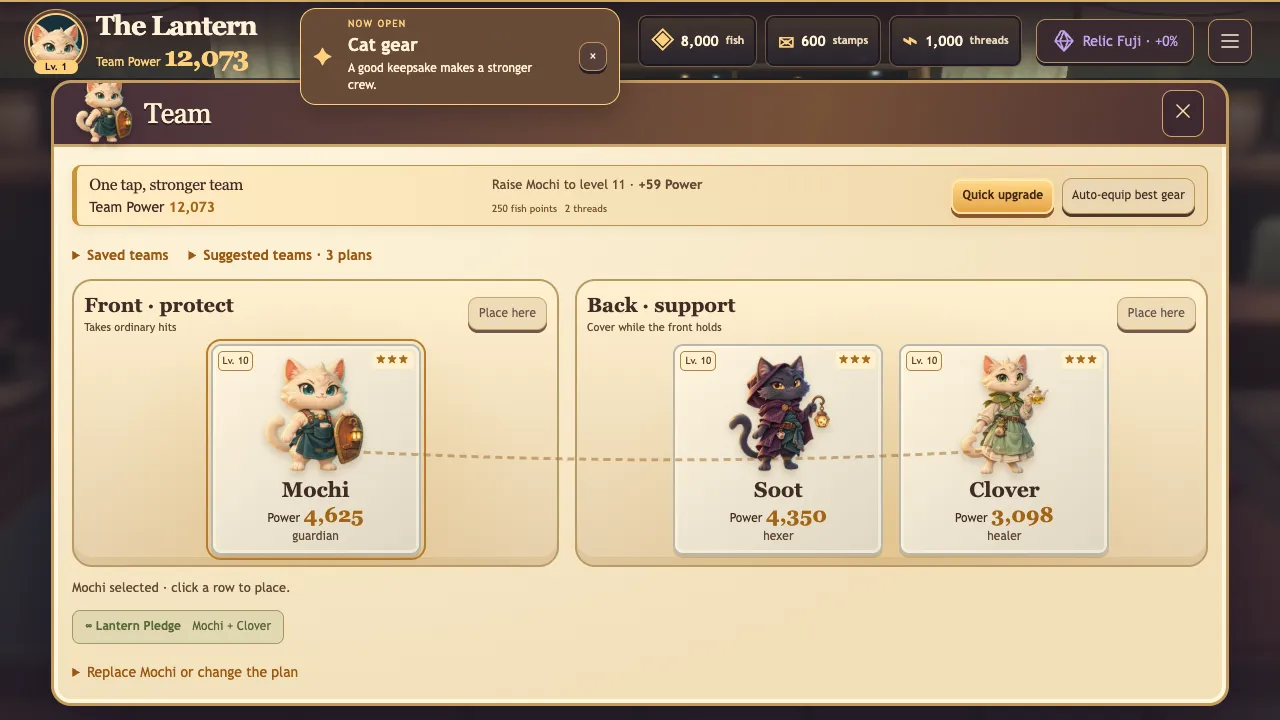 The Lantern
Team Power 12,073
Lv. 1
NOW OPEN
Cat gear
A good keepsake makes a stronger
crew.
×
8,000 fish
600 stamps
1,000 threads
Relic Fuji · +0%
Team
One tap, stronger team
Team Power 12,073
Raise Mochi to level 11 · +59 Power
250 fish points 2 threads
Quick upgrade
Auto-equip best gear
Saved teams
Suggested teams · 3 plans
Front · protect
Takes ordinary hits
Place here
Lv. 10
Mochi
Power 4,625
guardian
Back · support
Cover while the front holds
Place here
Lv. 10
Soot
Power 4,350
hexer
Lv. 10
Clover
Power 3,098
healer
Mochi selected · click a row to place.
Lantern Pledge Mochi + Clover
Replace Mochi or change the plan